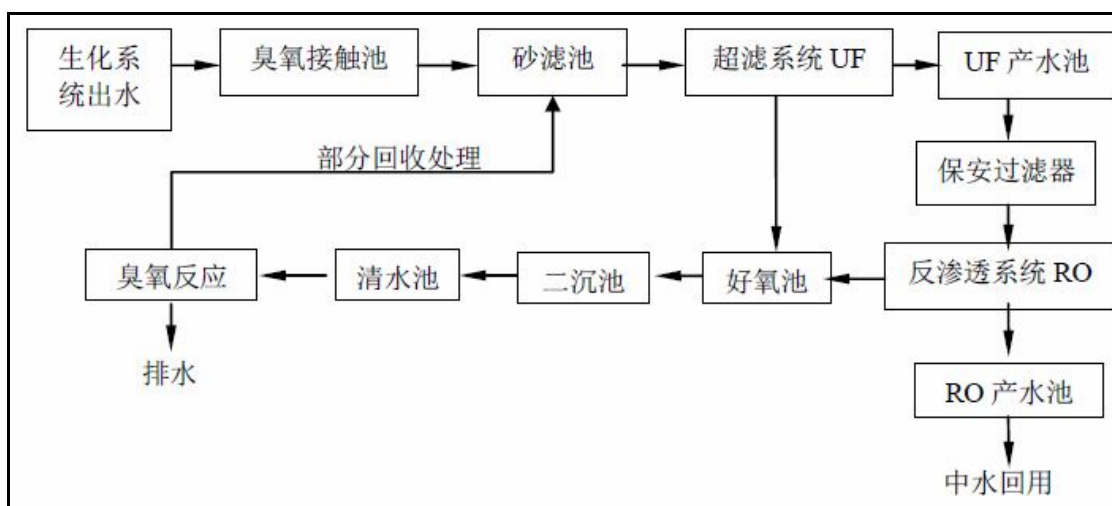 生化系
统出水
臭氧接触池
砂滤池
超滤系统 UF
UF 产水池
部分回收处理
保安过滤器
臭氧反应
清水池
二沉池
好氧池
反渗透系统 RO
排水
RO 产水池
中水回用